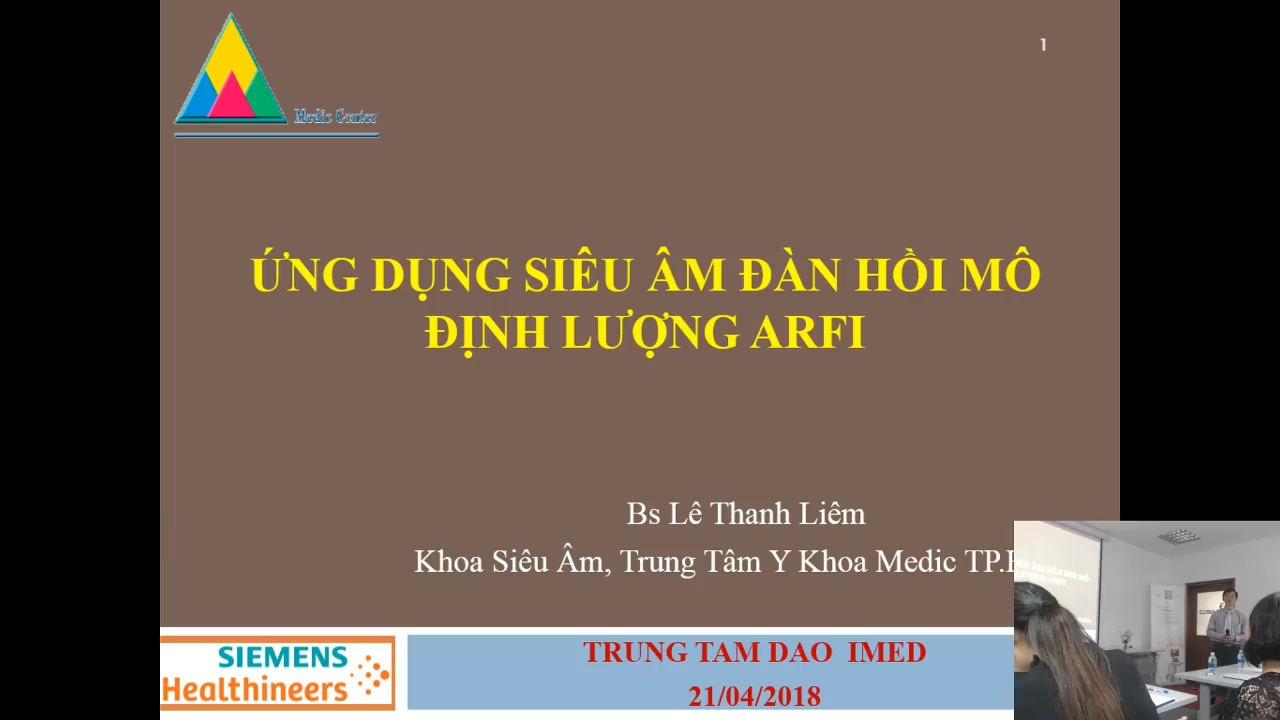 1
Medic Center
ỨNG DỤNG SIÊU ÂM ĐÀN HỒI MÔ
ĐỊNH LƯỢNG ARFI
Bs Lê Thanh Liêm
Khoa Siêu Âm, Trung Tâm Y Khoa Medic
SIEMENS
Healthineers
TRUNG TAM DAO IMED
21/04/2018